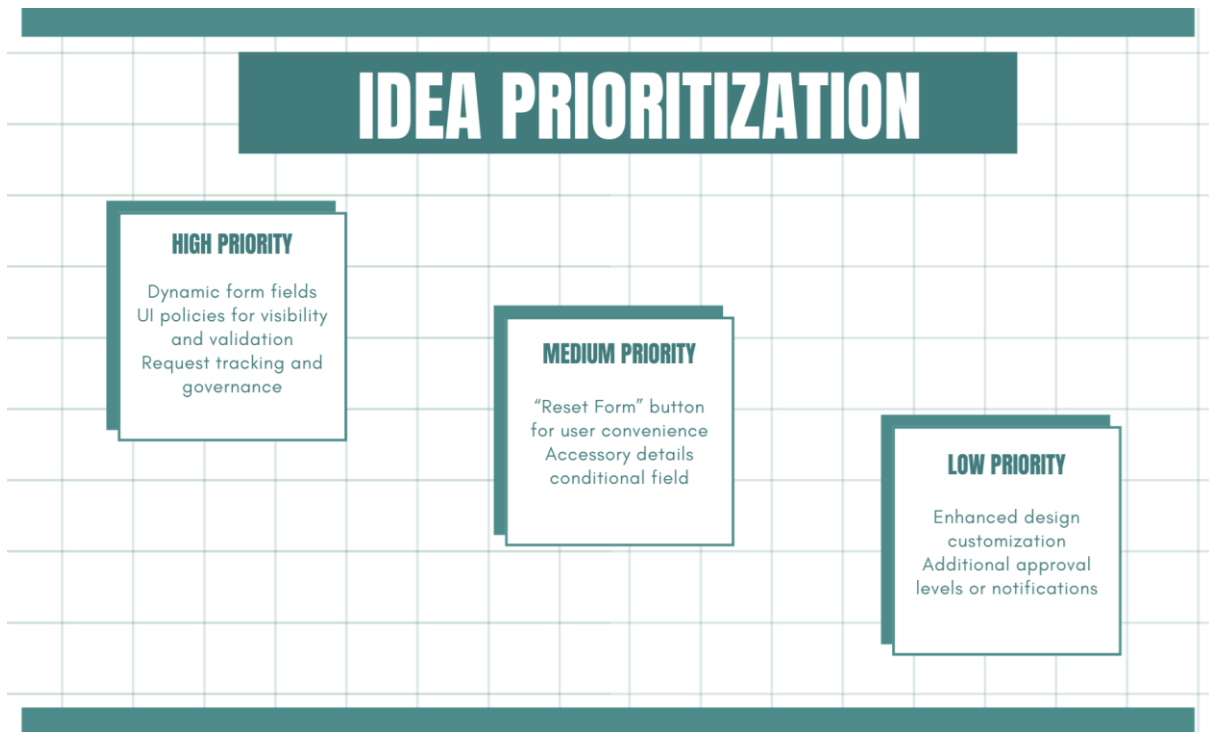 IDEA PRIORITIZATION
HIGH PRIORITY
Dynamic form fields
UI policies for visibility
and validation
Request tracking and
governance
MEDIUM PRIORITY
“Reset Form” button
for user convenience
Accessory details
conditional field
LOW PRIORITY
Enhanced design
customization
Additional approval
levels or notifications